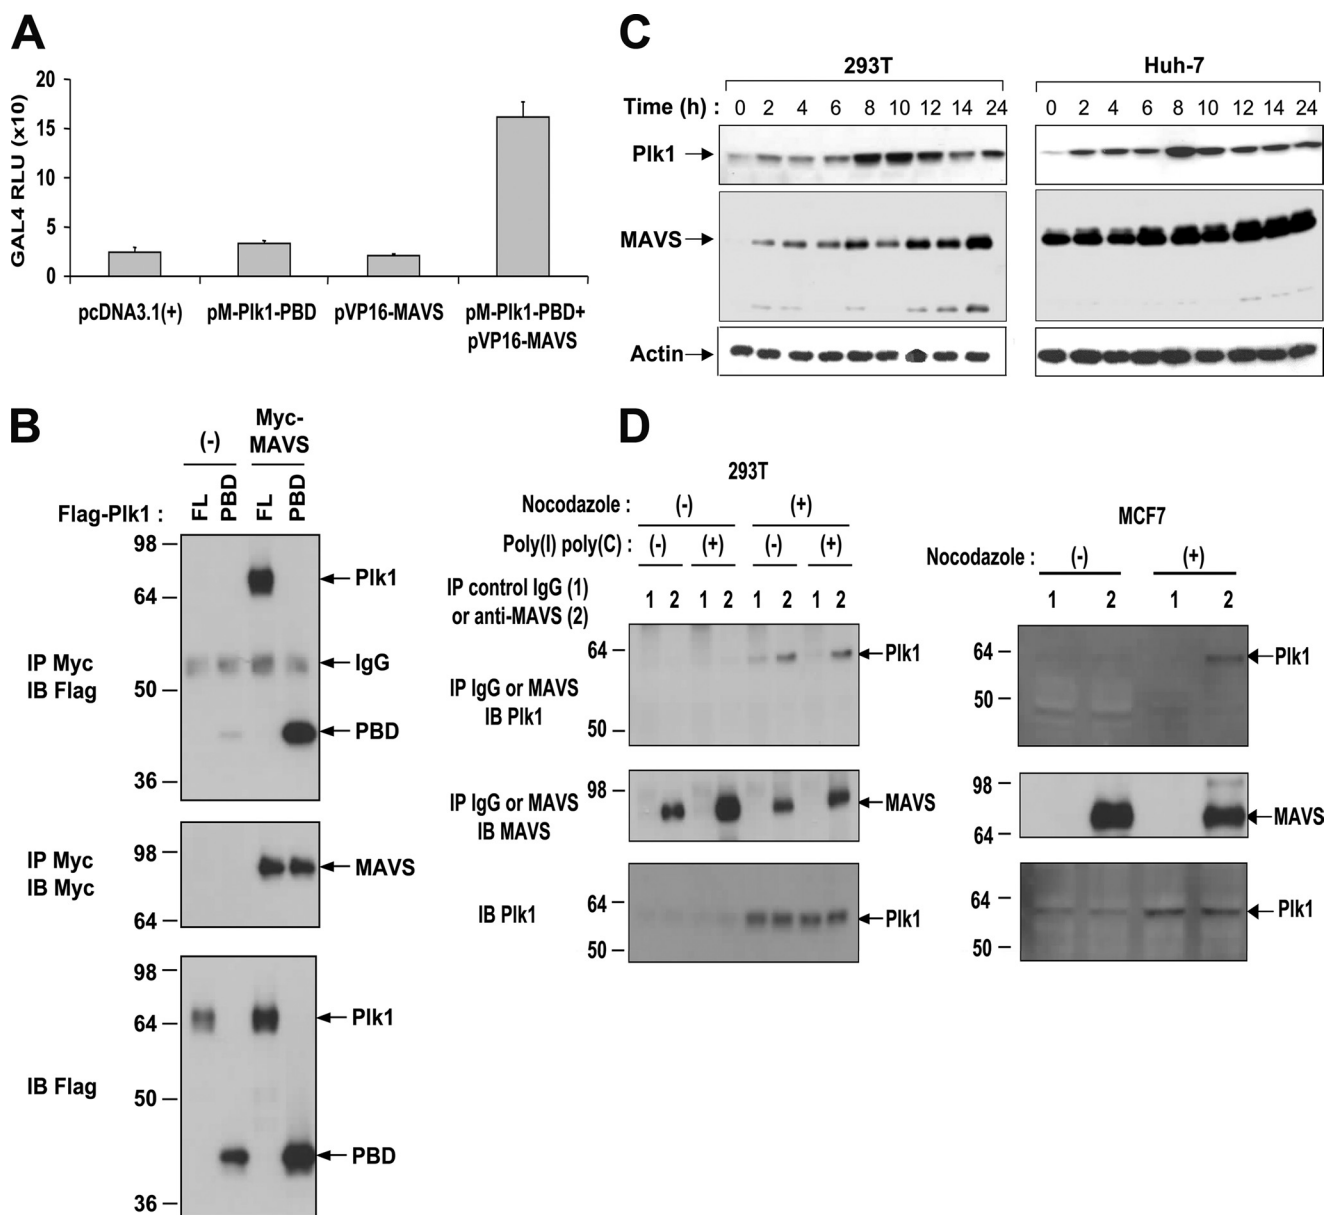 A
GAL4 RLU (x10)
20
15
10
5
0
pcDNA3.1(+)
pM-Plk1-PBD
pVP16-MAVS
pM-Plk1-PBD+
pVP16-MAVS
C
293T
Huh-7
Time (h) : 0 2 4 6 8 10 12 14 24
0 2 4 6 8 10 12 14 24
Plk1
MAVS
Actin
B
(-)
Myc-
MAVS
Flag-Plk1 : FL PBD FL PBD
98
64
50
36
IP Myc
IB Flag
Plk1
IgG
PBD
98
64
IP Myc
IB Myc
MAVS
98
64
50
36
IB Flag
Plk1
PBD
D
293T
Nocodazole : (-) (+)
Poly(I) poly(C) : (-) (+) (-) (+)
IP control IgG (1)
or anti-MAVS (2)
1 2 1 2 1 2 1 2
64
50
IP IgG or MAVS
IB Plk1
Plk1
98
IP IgG or MAVS
IB MAVS
MAVS
64
50
IB Plk1
Plk1
MCF7
Nocodazole : (-) (+)
1 2 1 2
64
50
Plk1
98
64
MAVS
64
50
Plk1